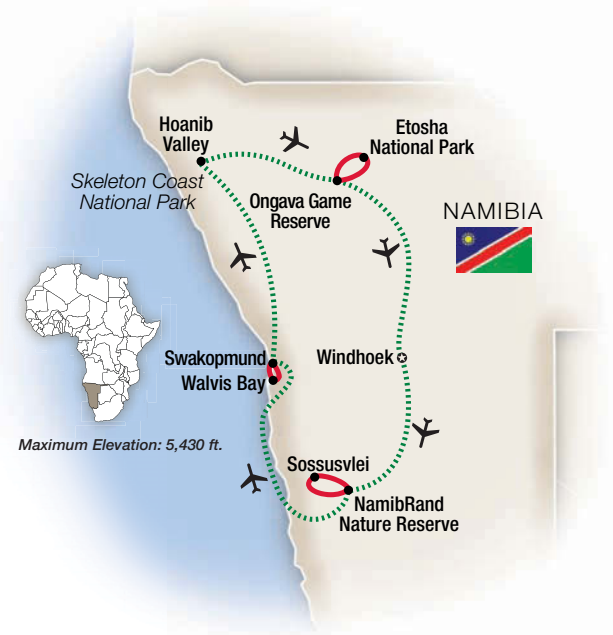 Hoanib
Valley
Etosha
National Park
Skeleton Coast
National Park
Ongava Game
Reserve
NAMIBIA
Swakopmund
Walvis Bay
Windhoek
Maximum Elevation: 5,430 ft.
Sossusvlei
NamibRand
Nature Reserve